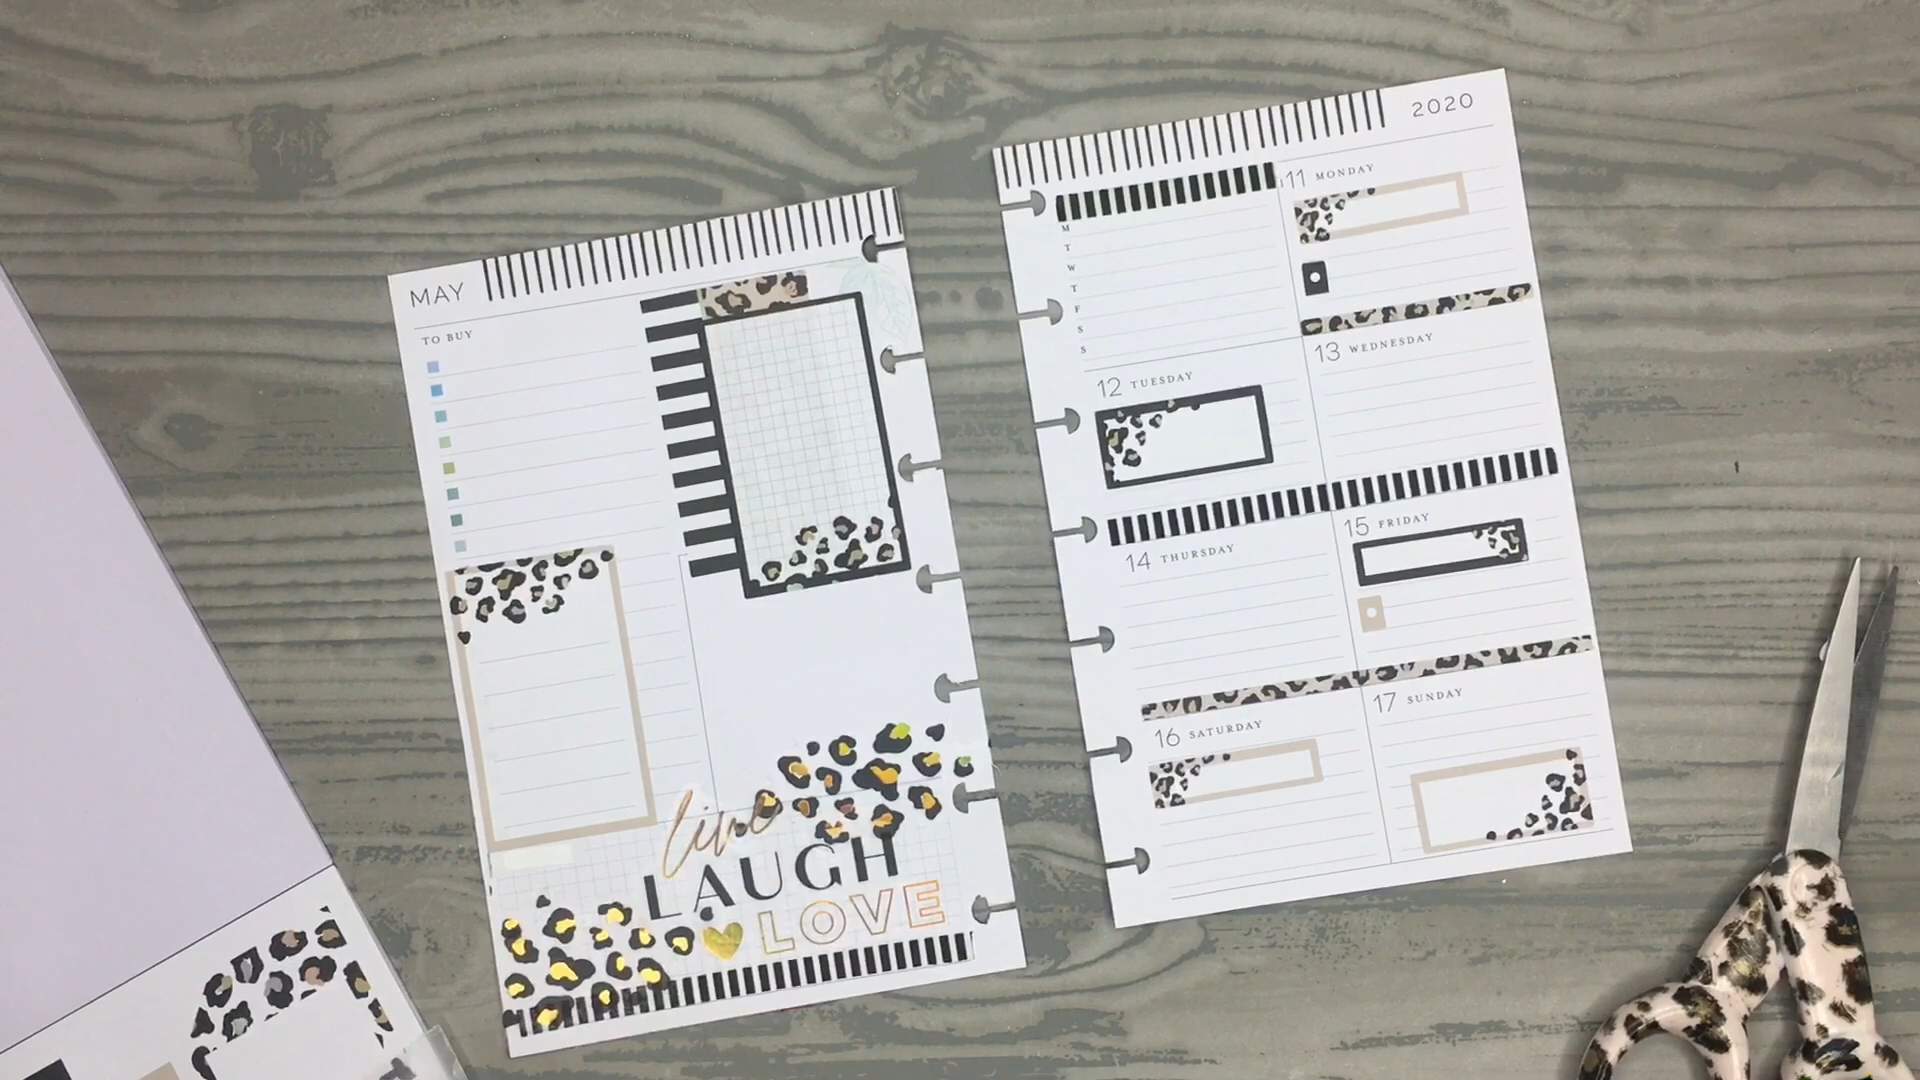 MAY
TO BUY
live
LAUGH
LOVE
2020
M
T
W
T
F
S
S
11 MONDAY
12 TUESDAY
13 WEDNESDAY
14 THURSDAY
15 FRIDAY
16 SATURDAY
17 SUNDAY